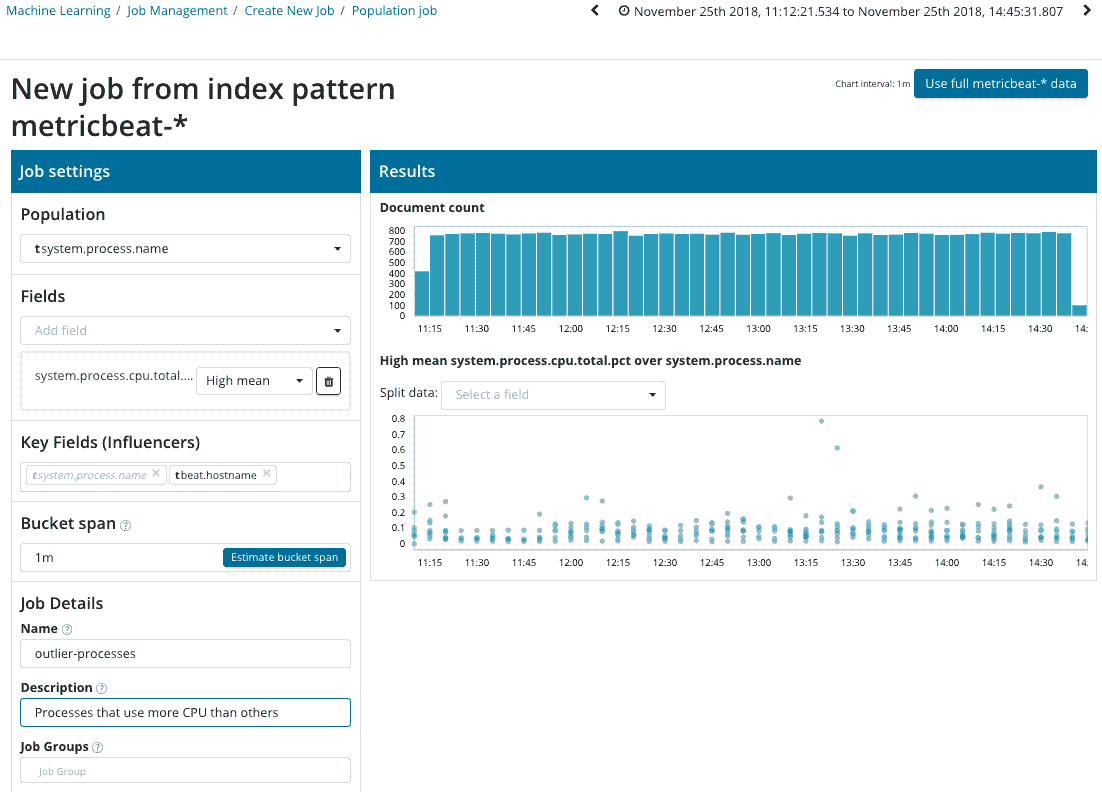 Machine Learning / Job Management / Create New Job / Population job
November 25th 2018, 11:12:21.534 to November 25th 2018, 14:45:31.807
New job from index pattern
metricbeat-*
Chart interval: 1m
Use full metricbeat-* data
Job settings
Population
t system.process.name
Fields
Add field
system.process.cpu.total....
High mean
Key Fields (Influencers)
t system.process.name ×
t beat.hostname ×
Bucket span ?
1m
Estimate bucket span
Job Details
Name ?
outlier-processes
Description ?
Processes that use more CPU than others
Job Groups ?
Job Group
Results
Document count
800
700
600
500
400
300
200
100
0
11:15 11:30 11:45 12:00 12:15 12:30 12:45 13:00 13:15 13:30 13:45 14:00 14:15 14:30 14:
High mean system.process.cpu.total.pct over system.process.name
Split data:
Select a field
0.8
0.7
0.6
0.5
0.4
0.3
0.2
0.1
0
11:15 11:30 11:45 12:00 12:15 12:30 12:45 13:00 13:15 13:30 13:45 14:00 14:15 14:30 14: